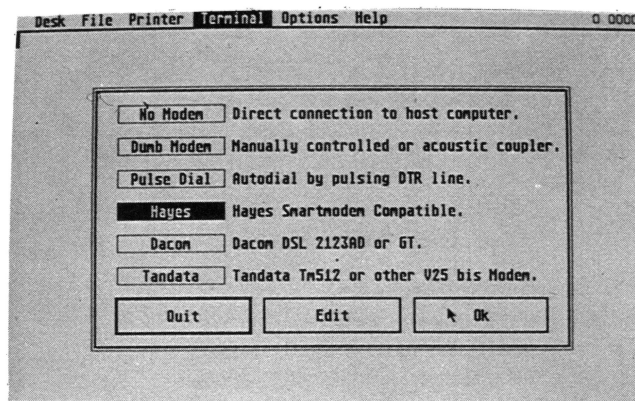 Desk File Printer Terminal Options Help 0 0000
No Modem Direct connection to host computer.
Dumb Modem Manually controlled or acoustic coupler.
Pulse Dial Autodial by pulsing DTR line.
Hayes Hayes Smartmodem Compatible.
Dacom Dacom DSL 2123AD or GT.
Tandata Tandata Tm512 or other V25 bis Modem.
Quit Edit Ok